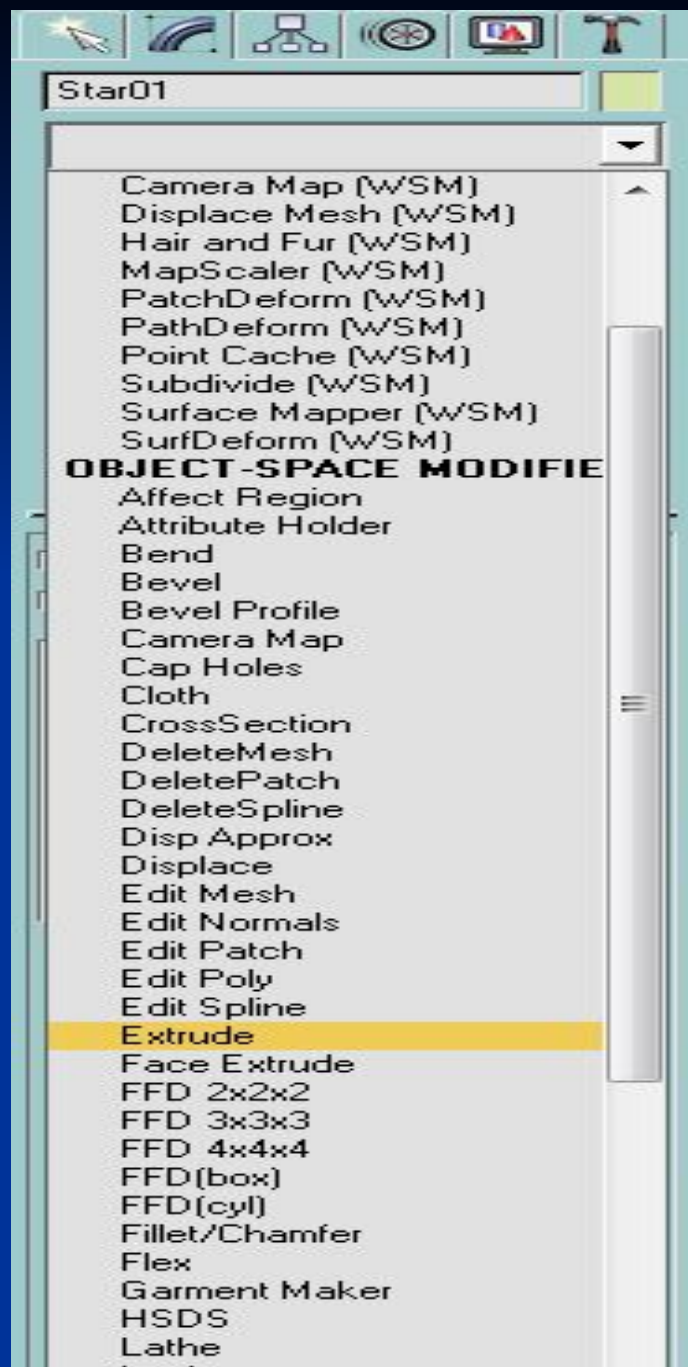 Star01
Camera Map (WSM)
Displace Mesh (WSM)
Hair and Fur (WSM)
MapScaler (WSM)
PatchDeform (WSM)
PathDeform (WSM)
Point Cache (WSM)
Subdivide (WSM)
Surface Mapper (WSM)
SurfDeform (WSM)
OBJECT-SPACE MODIFIE
Affect Region
Attribute Holder
Bend
Bevel
Bevel Profile
Camera Map
Cap Holes
Cloth
CrossSection
DeleteMesh
DeletePatch
DeleteSpline
Disp Approx
Displace
Edit Mesh
Edit Normals
Edit Patch
Edit Poly
Edit Spline
Extrude
Face Extrude
FFD 2x2x2
FFD 3x3x3
FFD 4x4x4
FFD(box)
FFD(cyl)
Fillet/Chamfer
Flex
Garment Maker
HSDS
Lathe